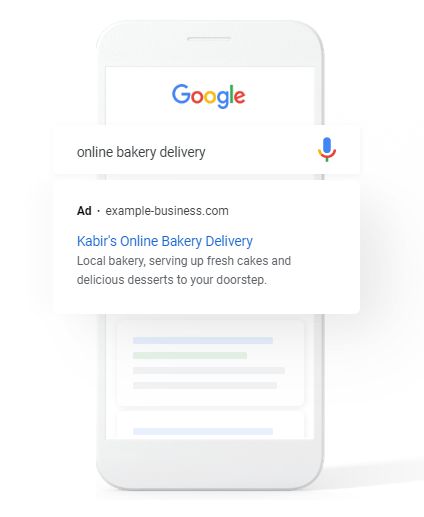 Google
online bakery delivery
Ad · example-business.com
Kabir's Online Bakery Delivery
Local bakery, serving up fresh cakes and
delicious desserts to your doorstep.